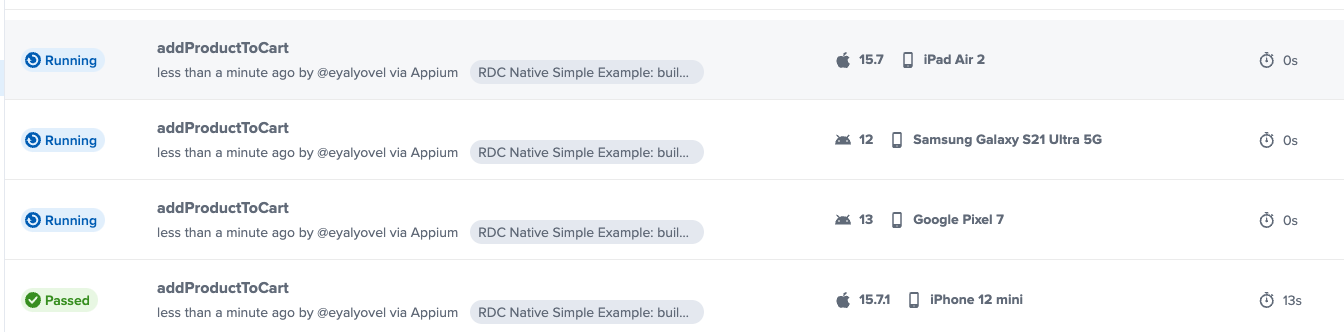 Running addProductToCart 15.7 iPad Air 2 0s
less than a minute ago by @eyalyovel via Appium RDC Native Simple Example: buil...
Running addProductToCart 12 Samsung Galaxy S21 Ultra 5G 0s
less than a minute ago by @eyalyovel via Appium RDC Native Simple Example: buil...
Running addProductToCart 13 Google Pixel 7 0s
less than a minute ago by @eyalyovel via Appium RDC Native Simple Example: buil...
Passed addProductToCart 15.7.1 iPhone 12 mini 13s
less than a minute ago by @eyalyovel via Appium RDC Native Simple Example: buil...